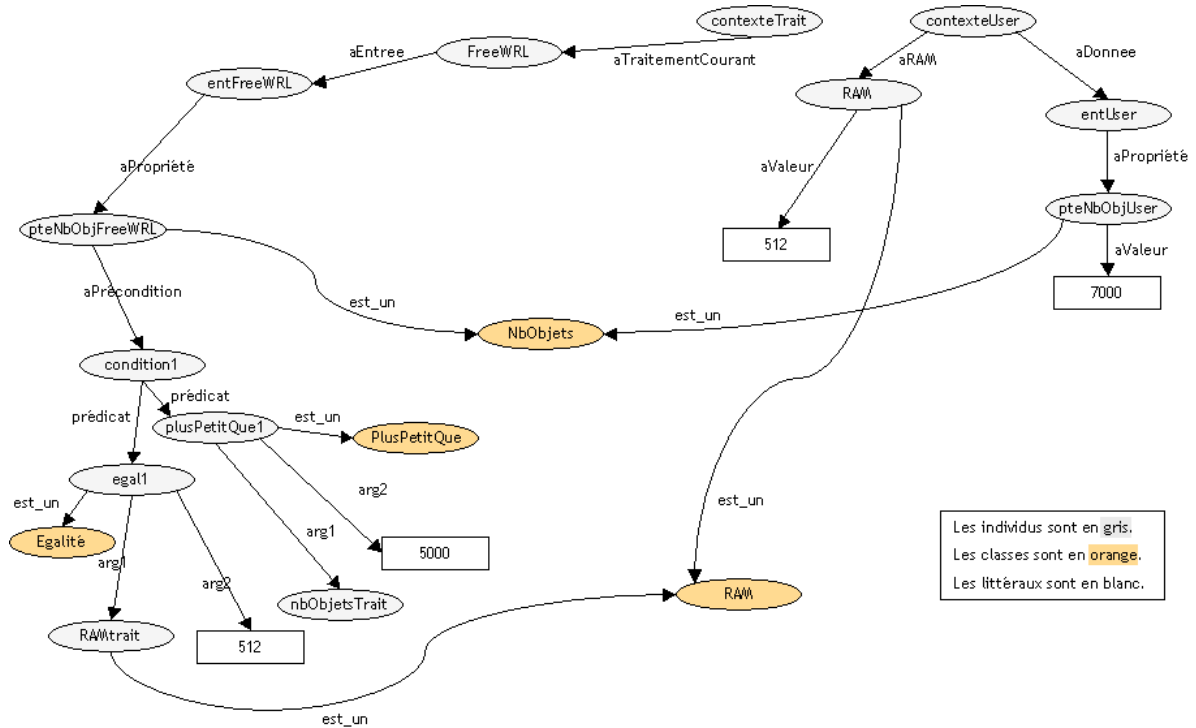 contexteTrait
contexteUser
aEntree
FreeWRL
aTraitementCourant
aRAM
aDonnee
entFreeWRL
RAM
entUser
aPropriété
aValeur
aPropriété
pteNbObjFreeWRL
pteNbObjUser
512
aValeur
aPrécondition
7000
est_un
est_un
NbObjets
condition1
prédicat
prédicat
est_un
plusPetitQue1
PlusPetitQue
egal1
arg2
est_un
est_un
Egalité
arg1
arg1
5000
Les individus sont en gris.
Les classes sont en orange.
Les littéraux sont en blanc.
arg2
nbObjetsTrait
RAM
RAMtrait
512
est_un